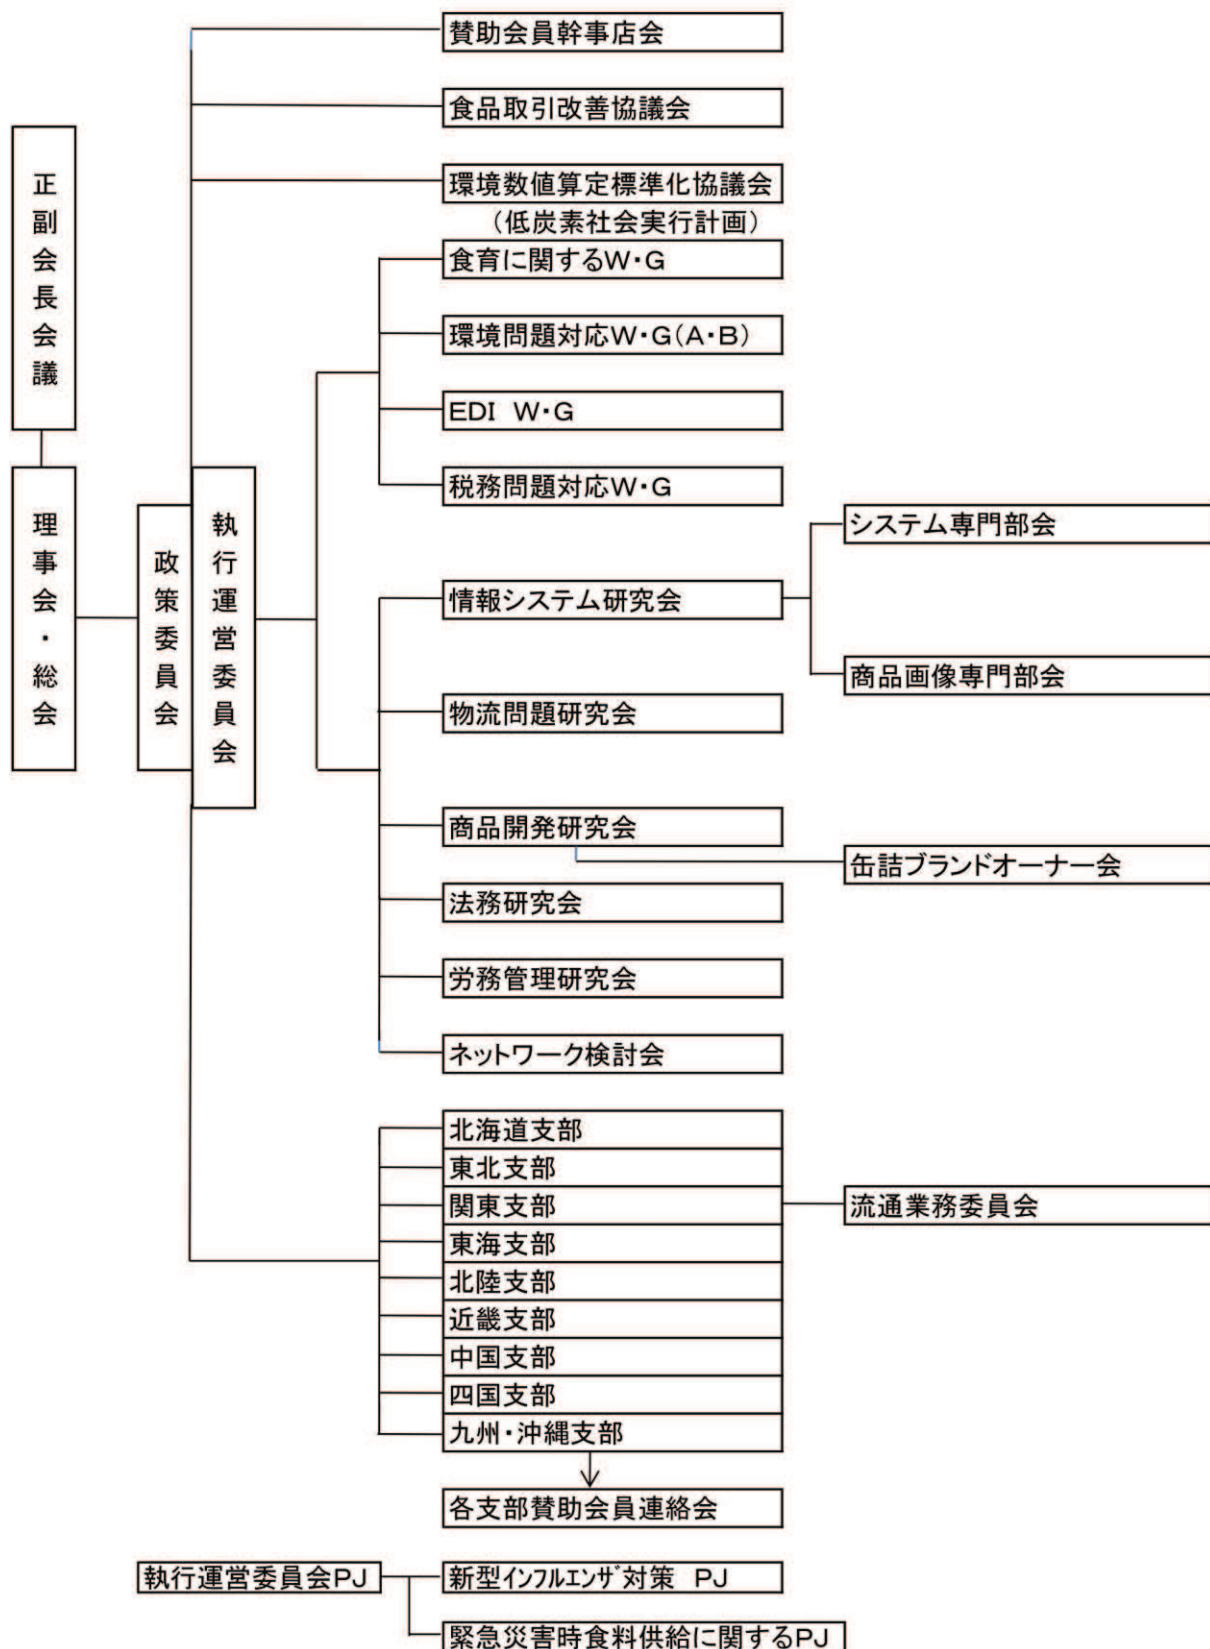 正副会長会議
理事会・総会
政策委員会
執行運営委員会
賛助会員幹事店会
食品取引改善協議会
環境数値算定標準化協議会
（低炭素社会実行計画）
食育に関するＷ・Ｇ
環境問題対応Ｗ・Ｇ（Ａ・Ｂ）
EDI　Ｗ・Ｇ
税務問題対応Ｗ・Ｇ
情報システム研究会
システム専門部会
商品画像専門部会
物流問題研究会
商品開発研究会
缶詰ブランドオーナー会
法務研究会
労務管理研究会
ネットワーク検討会
北海道支部
東北支部
関東支部
流通業務委員会
東海支部
北陸支部
近畿支部
中国支部
四国支部
九州・沖縄支部
各支部賛助会員連絡会
執行運営委員会ＰＪ
新型ｲﾝﾌﾙｴﾝｻﾞ対策　ＰＪ
緊急災害時食料供給に関するＰＪ